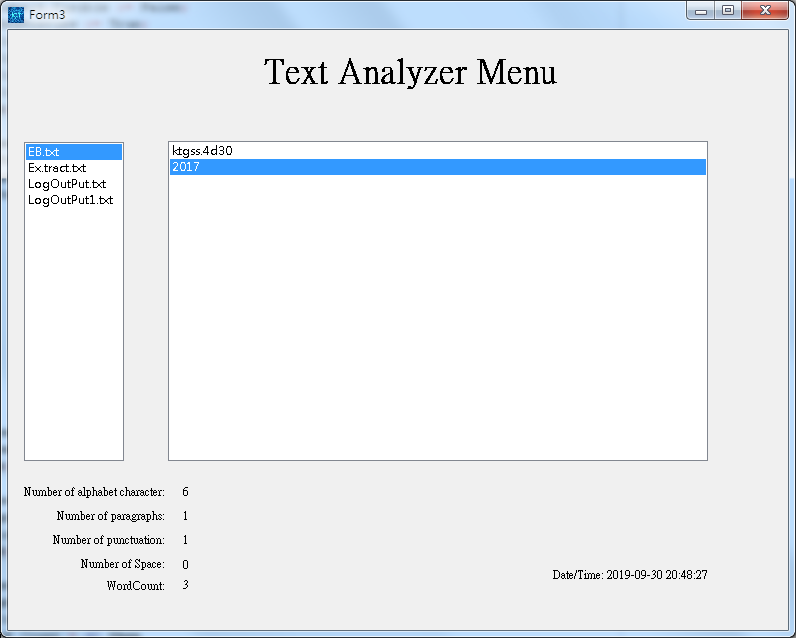 Form3
Text Analyzer Menu
EB.txt
Ex.tract.txt
LogOutPut.txt
LogOutPut1.txt
ktgss.4d30
2017
Number of alphabet character: 6
Number of paragraphs: 1
Number of punctuation: 1
Number of Space: 0
WordCount: 3
Date/Time: 2019-09-30 20:48:27